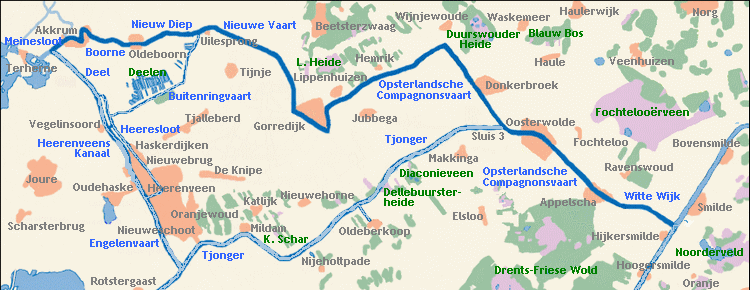 Akkrum
Nieuw Diep
Nieuwe Vaart
Beetsterzwaag
Wijnjewoude
Waskemeer
Haulerwijk
Norg
Meinesloot
Boorne
Oldeboorn
Uilesprong
Duurswouder
Heide
Blauw Bos
Terherne
Deel
Deelen
Tijnje
L. Heide
Hemrik
Lippenhuizen
Haule
Veenhuizen
Buitenringvaart
Opsterlandsche
Compagnonsvaart
Donkerbroek
Vegelinsoord
Heeresloot
Tjalleberd
Gorredijk
Jubbega
Oosterwolde
Fochtelooërveen
Heerenveens
Kanaal
Haskerdijken
Tjonger
Sluis 3
Fochteloo
Bovensmilde
Nieuwebrug
De Knipe
Makkinga
Joure
Oudehaske
Heerenveen
Diaconieveen
Opsterlandsche
Compagnonsvaart
Ravenswoud
Nieuwehorne
Dellebuurster-
heide
Witte Wijk
Oranjewoud
Katlijk
Elsloo
Appelscha
Smilde
Scharsterbrug
Nieuweschoot
Mildam
K. Schar
Oldeberkoop
Hijkersmilde
Engelenvaart
Tjonger
Nijeholtpade
Drents-Friese Wold
Hoogersmilde
Noorderveld
Rotstergaast
Oranje